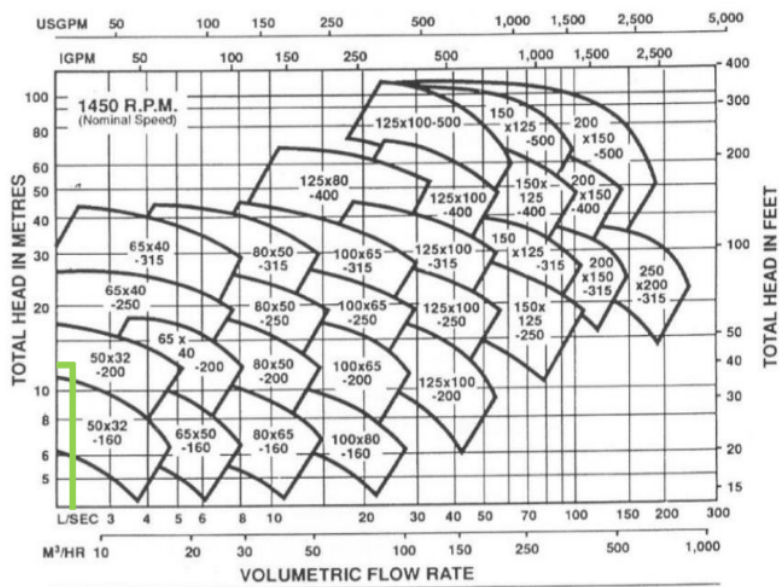 USGPM 50 100 150 250 500 1,000 1,500 2,500 5,000
IGPM 50 100 150 250 500 1,000 1,500 2,500
1450 R.P.M.
(Nominal Speed)
TOTAL HEAD IN METRES
100
80
60
50
40
30
20
10
8
6
5
TOTAL HEAD IN FEET
400
300
200
100
50
40
30
20
15
125x100-500
150
x125
-500
200
x150
-500
125x80
-400
125x100
-400
150x
125
-400
200
x150
-400
65x40
-315
80x50
-315
100x65
-315
125x100
-315
150
x125
-315
200
x150
-315
250
x200
-315
65x40
-250
80x50
-250
100x65
-250
125x100
-250
150x
125
-250
50x32
-200
65 x
40
-200
80x50
-200
100x65
-200
125x100
-200
50x32
-160
65x50
-160
80x65
-160
100x80
-160
L/SEC 3 4 5 6 8 10 20 30 40 50 70 100 150 200 300
M³/HR 10 20 30 50 100 150 250 500 1,000
VOLUMETRIC FLOW RATE